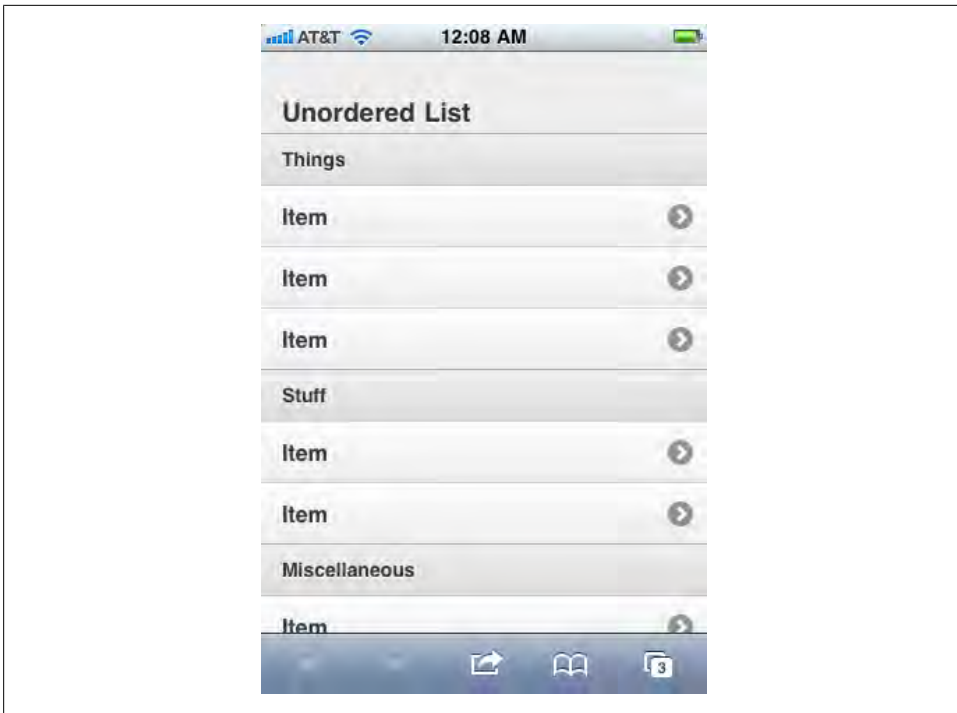 AT&T 12:08 AM
Unordered List
Things
Item
Item
Item
Stuff
Item
Item
Miscellaneous
Item
3